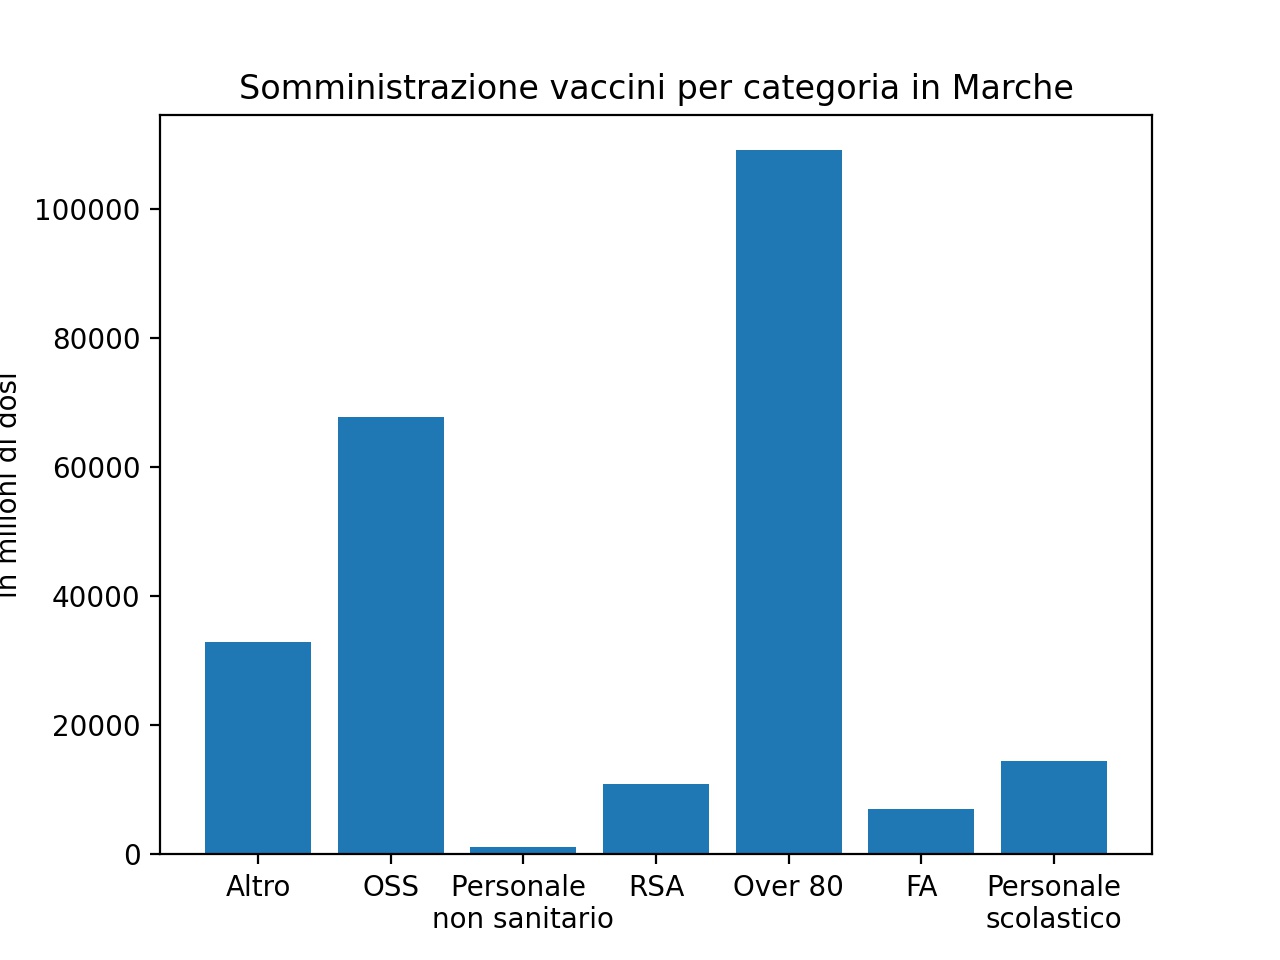 Somministrazione vaccini per categoria in Marche
in milioni di dosi
100000
80000
60000
40000
20000
0
Altro
OSS
Personale
non sanitario
RSA
Over 80
FA
Personale
scolastico